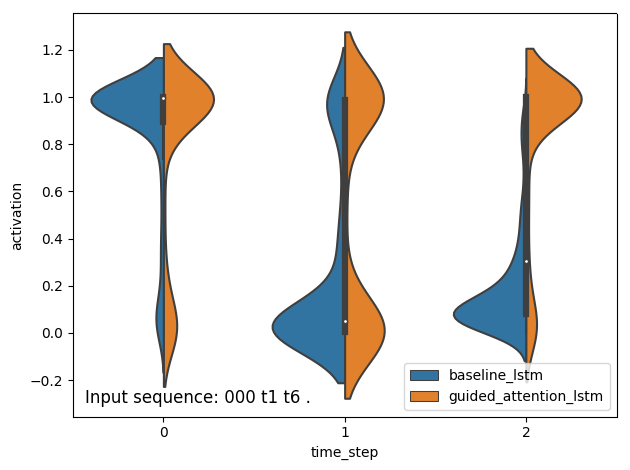 1.2
1.0
0.8
0.6
0.4
0.2
0.0
−0.2
activation
Input sequence: 000 t1 t6 .
baseline_lstm
guided_attention_lstm
0 1 2
time_step